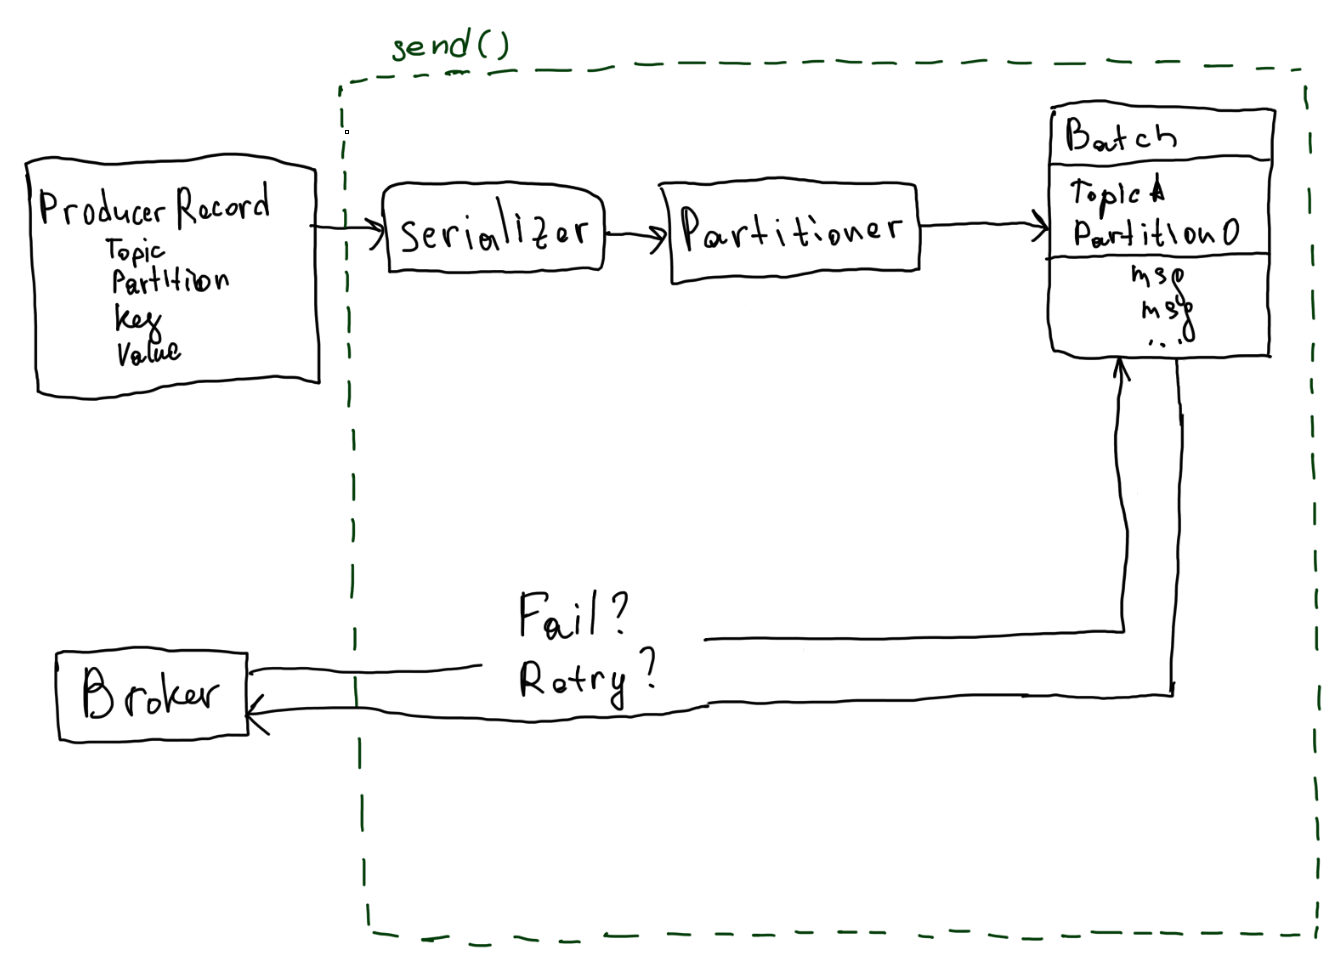 send()
Producer Record
Topic
Partition
Key
Value
serializer
Partitioner
Batch
Topic A
Partition 0
msg
msg
...
Fail?
Retry?
Broker